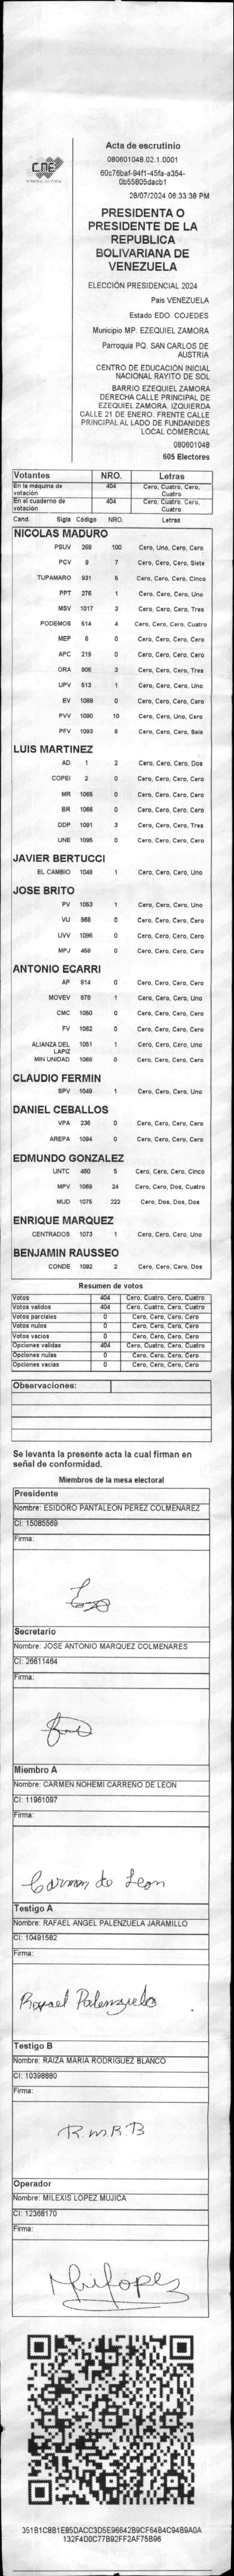 CNE
Acta de escrutinio
080601048.02.1.0001
60c76baf-94f1-45fa-a354-
0b55805dacb1
28/07/2024 06:33:38 PM
PRESIDENTA O
PRESIDENTE DE LA
REPUBLICA
BOLIVARIANA DE
VENEZUELA
ELECCIÓN PRESIDENCIAL 2024
País VENEZUELA
Estado EDO. COJEDES
Municipio MP. EZEQUIEL ZAMORA
Parroquia PQ. SAN CARLOS DE
AUSTRIA
CENTRO DE EDUCACIÓN INICIAL
NACIONAL RAYITO DE SOL
BARRIO EZEQUIEL ZAMORA
DERECHA CALLE PRINCIPAL DE
EZEQUIEL ZAMORA. IZQUIERDA
CALLE 21 DE ENERO. FRENTE CALLE
PRINCIPAL AL LADO DE FUNDANIDES
LOCAL COMERCIAL
080601048
605 Electores
Votantes NRO. Letras
En la máquina de votación 404 Cero, Cuatro, Cero, Cuatro
En el cuaderno de votación 404 Cero, Cuatro, Cero, Cuatro
Cand. Sigla Código NRO. Letras
NICOLAS MADURO
PSUV 269 100 Cero, Uno, Cero, Cero
PCV 9 7 Cero, Cero, Cero, Siete
TUPAMARO 931 5 Cero, Cero, Cero, Cinco
PPT 276 1 Cero, Cero, Cero, Uno
MSV 1017 3 Cero, Cero, Cero, Tres
PODEMOS 514 4 Cero, Cero, Cero, Cuatro
MEP 6 0 Cero, Cero, Cero, Cero
APC 219 0 Cero, Cero, Cero, Cero
ORA 906 3 Cero, Cero, Cero, Tres
UPV 513 1 Cero, Cero, Cero, Uno
EV 1089 0 Cero, Cero, Cero, Cero
PVV 1090 10 Cero, Cero, Uno, Cero
PFV 1093 6 Cero, Cero, Cero, Seis
LUIS MARTINEZ
AD 1 2 Cero, Cero, Cero, Dos
COPEI 2 0 Cero, Cero, Cero, Cero
MR 1065 0 Cero, Cero, Cero, Cero
BR 1066 0 Cero, Cero, Cero, Cero
DDP 1091 3 Cero, Cero, Cero, Tres
UNE 1095 0 Cero, Cero, Cero, Cero
JAVIER BERTUCCI
EL CAMBIO 1048 1 Cero, Cero, Cero, Uno
JOSE BRITO
PV 1053 1 Cero, Cero, Cero, Uno
VU 868 0 Cero, Cero, Cero, Cero
UVV 1096 0 Cero, Cero, Cero, Cero
MPJ 458 0 Cero, Cero, Cero, Cero
ANTONIO ECARRI
AP 914 0 Cero, Cero, Cero, Cero
MOVEV 878 1 Cero, Cero, Cero, Uno
CMC 1050 0 Cero, Cero, Cero, Cero
FV 1052 0 Cero, Cero, Cero, Cero
ALIANZA DEL LAPIZ 1051 1 Cero, Cero, Cero, Uno
MIN UNIDAD 1088 0 Cero, Cero, Cero, Cero
CLAUDIO FERMIN
SPV 1049 1 Cero, Cero, Cero, Uno
DANIEL CEBALLOS
VPA 236 0 Cero, Cero, Cero, Cero
AREPA 1094 0 Cero, Cero, Cero, Cero
EDMUNDO GONZALEZ
UNTC 460 5 Cero, Cero, Cero, Cinco
MPV 1069 24 Cero, Cero, Dos, Cuatro
MUD 1075 222 Cero, Dos, Dos, Dos
ENRIQUE MARQUEZ
CENTRADOS 1073 1 Cero, Cero, Cero, Uno
BENJAMIN RAUSSEO
CONDE 1092 2 Cero, Cero, Cero, Dos
Resumen de votos
Votos 404 Cero, Cuatro, Cero, Cuatro
Votos validos 404 Cero, Cuatro, Cero, Cuatro
Votos parciales 0 Cero, Cero, Cero, Cero
Votos nulos 0 Cero, Cero, Cero, Cero
Votos vacios 0 Cero, Cero, Cero, Cero
Opciones validas 404 Cero, Cuatro, Cero, Cuatro
Opciones nulas 0 Cero, Cero, Cero, Cero
Opciones vacias 0 Cero, Cero, Cero, Cero
Observaciones:
Se levanta la presente acta la cual firman en
señal de conformidad.
Miembros de la mesa electoral
Presidente
Nombre: ESIDORO PANTALEON PEREZ COLMENAREZ
CI: 15085569
Firma:
Secretario
Nombre: JOSE ANTONIO MARQUEZ COLMENARES
CI: 26611464
Firma:
Miembro A
Nombre: CARMEN NOHEMI CARREÑO DE LEON
CI: 11961097
Firma:
Carmen de Leon
Testigo A
Nombre: RAFAEL ANGEL PALENZUELA JARAMILLO
CI: 10491582
Firma:
Rafael Palenzuela
Testigo B
Nombre: RAIZA MARIA RODRIGUEZ BLANCO
CI: 10398880
Firma:
R.M.R.B
Operador
Nombre: MILEXIS LOPEZ MUJICA
CI: 12368170
Firma:
351B1C8B1E85DACC3D5E96642B9CF64B4C94B9A0A
132F4D0C77B92FF2AF75B96